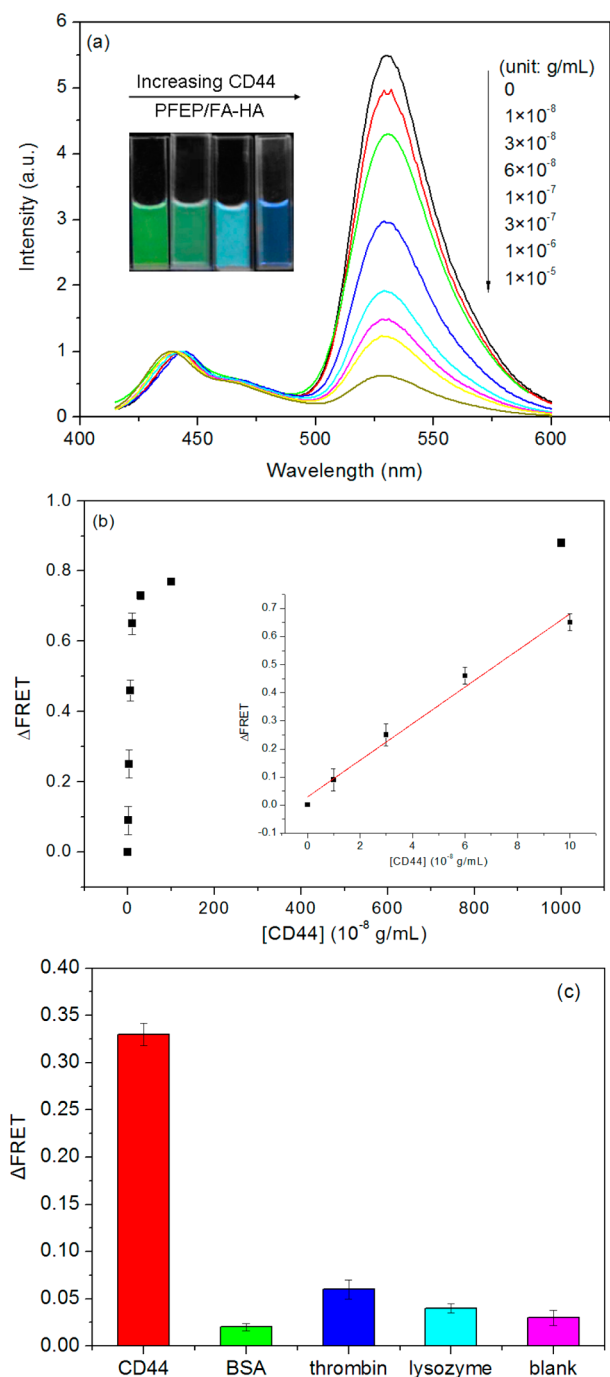 (a)
(unit: g/mL)
Increasing CD44
0
PFEP/FA-HA
1×10⁻⁸
3×10⁻⁸
6×10⁻⁸
1×10⁻⁷
3×10⁻⁷
1×10⁻⁶
1×10⁻⁵
Intensity (a.u.)
6
5
4
3
2
1
0
400 450 500 550 600
Wavelength (nm)
(b)
ΔFRET
1.0
0.8
0.6
0.4
0.2
0.0
ΔFRET
0.7
0.6
0.5
0.4
0.3
0.2
0.1
0.0
-0.1
0 2 4 6 8 10
[CD44] (10⁻⁸ g/mL)
0 200 400 600 800 1000
[CD44] (10⁻⁸ g/mL)
(c)
ΔFRET
0.40
0.35
0.30
0.25
0.20
0.15
0.10
0.05
0.00
CD44 BSA thrombin lysozyme blank